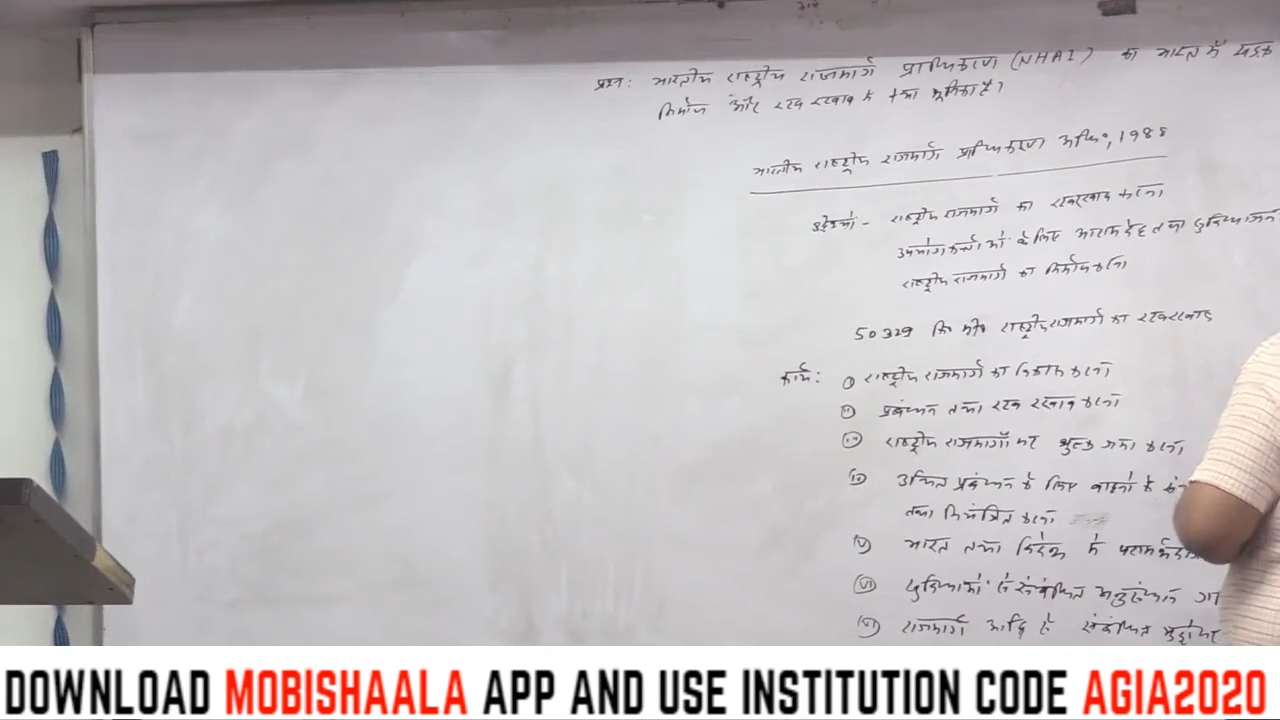 प्रश्न: भारतीय राष्ट्रीय राजमार्ग प्राधिकरण (NHAI) का भारत में सड़क
निर्माण और रख रखाव में क्या भूमिका है?
भारतीय राष्ट्रीय राजमार्ग प्राधिकरण अधि०, 1988
उद्देश्यों - राष्ट्रीय राजमार्ग का रखरखाव करना
उपयोगकर्ताओं के लिए आरामदेह तथा सुविधाजनक
राष्ट्रीय राजमार्ग का निर्माण करना
50329 कि मी० राष्ट्रीय राजमार्ग का रखरखाव
कार्य: (i) राष्ट्रीय राजमार्ग का विकास करना
(ii) प्रबंधन तथा रख रखाव करना
(iii) राष्ट्रीय राजमार्गों पर शुल्क जमा करना
(iv) उचित प्रबंधन के लिए वाहनों के
तथा नियंत्रित करना
(v) भारत तथा विदेश में
(vi) सुविधाओं से संबंधित अनुसंधान
(vii) राजमार्ग आदि से संबंधित मुद्दों पर
DOWNLOAD MOBISHAALA APP AND USE INSTITUTION CODE AGIA2020